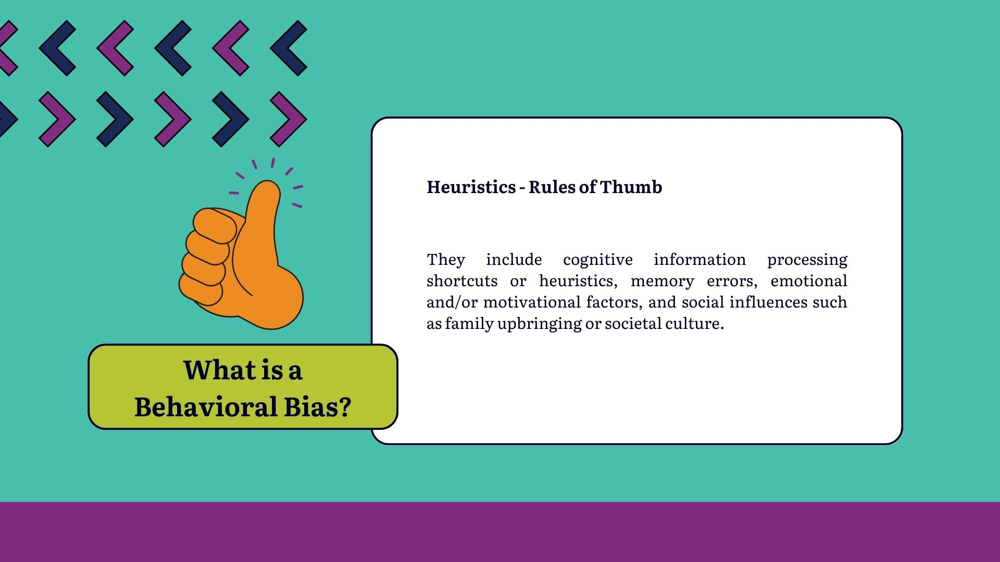 Heuristics - Rules of Thumb
They include cognitive information processing
shortcuts or heuristics, memory errors, emotional
and/or motivational factors, and social influences such
as family upbringing or societal culture.
What is a
Behavioral Bias?